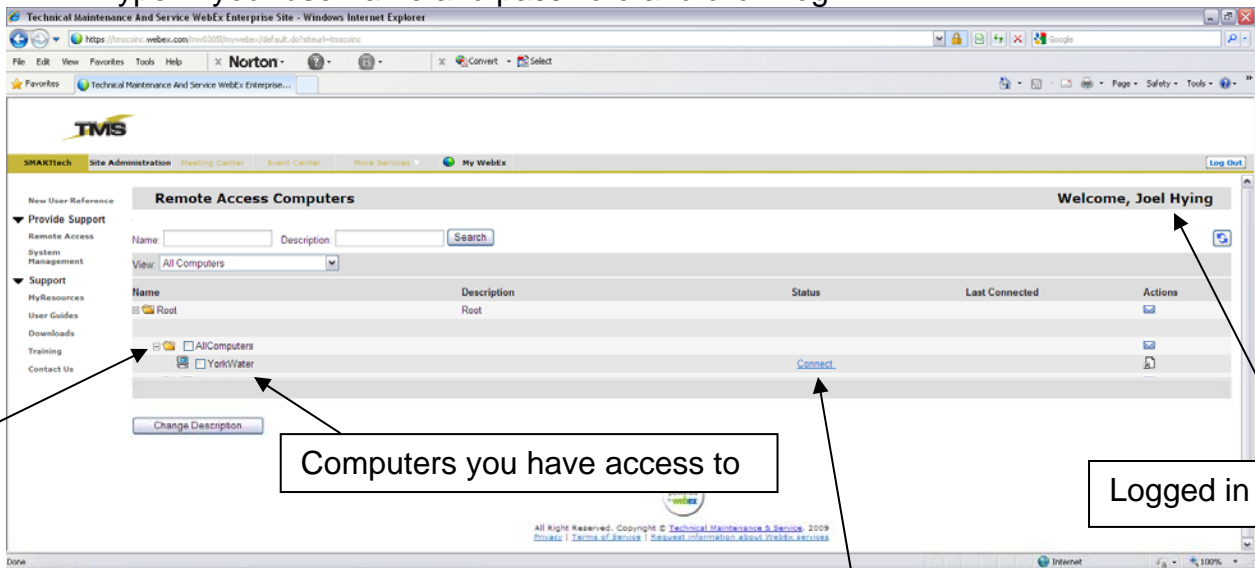 Technical Maintenance And Service WebEx Enterprise Site - Windows Internet Explorer
Google
File Edit View Favorites Tools Help x Norton - x Convert - Select
Favorites Technical Maintenance And Service WebEx Enterprise... Page - Safety - Tools - »
TMS
SMARTtech Site Administration Meeting Center Event Center More Services My WebEx Log Out
New User Reference
Remote Access Computers Welcome, Joel Hying
Provide Support
Remote Access
System Management
Name: Description: Search
View: All Computers
Support
MyResources
User Guides
Downloads
Training
Contact Us
Name Description Status Last Connected Actions
Root Root
AllComputers
YorkWater Connect
Change Description
Computers you have access to
Logged in
webex
All Right Reserved. Copyright © Technical Maintenance & Service. 2009
Privacy | Terms of Service | Request information about WebEx services
Done Internet 100%